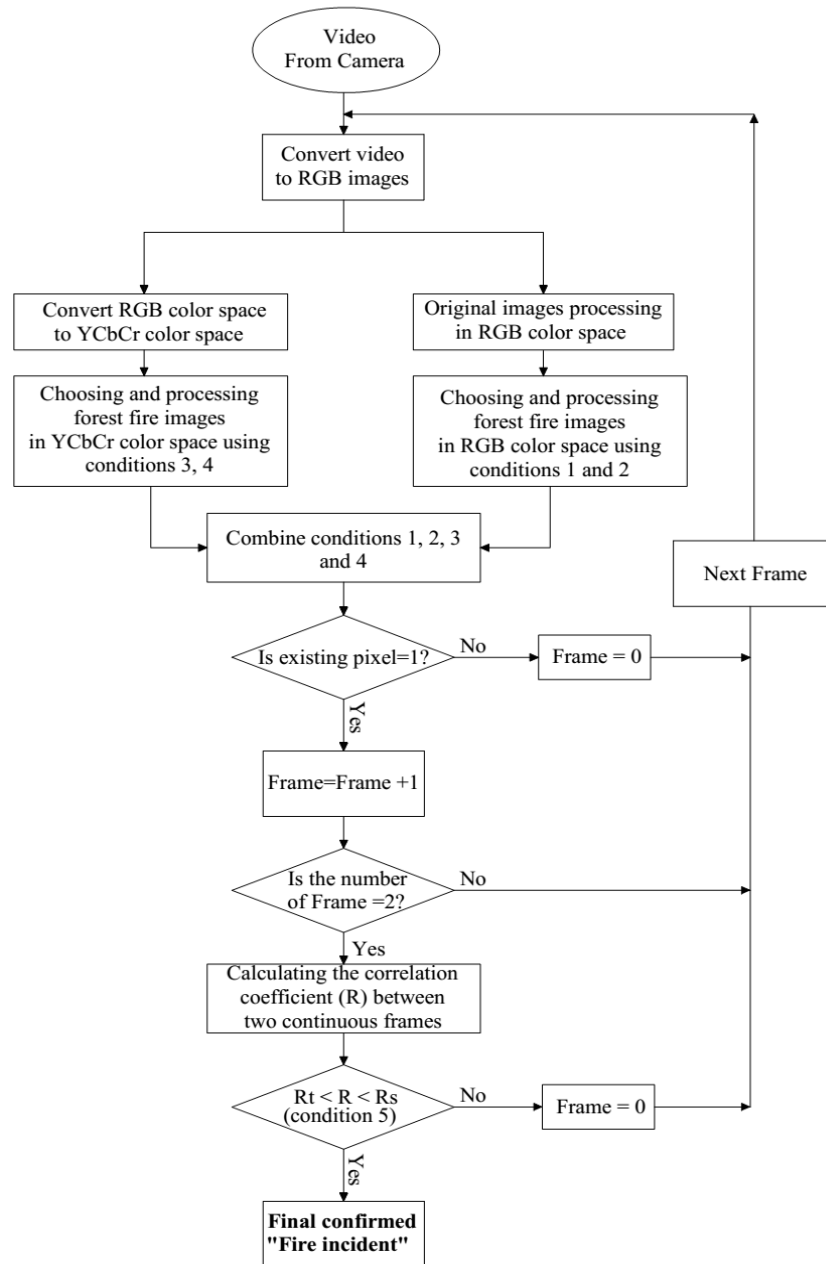 Video
From Camera
Convert video
to RGB images
Convert RGB color space
to YCbCr color space
Original images processing
in RGB color space
Choosing and processing
forest fire images
in YCbCr color space using
conditions 3, 4
Choosing and processing
forest fire images
in RGB color space using
conditions 1 and 2
Combine conditions 1, 2, 3
and 4
Next Frame
Is existing pixel=1?
No
Frame = 0
Yes
Frame=Frame +1
Is the number
of Frame =2?
No
Yes
Calculating the correlation
coefficient (R) between
two continuous frames
Rt < R < Rs
(condition 5)
No
Frame = 0
Yes
Final confirmed
"Fire incident"